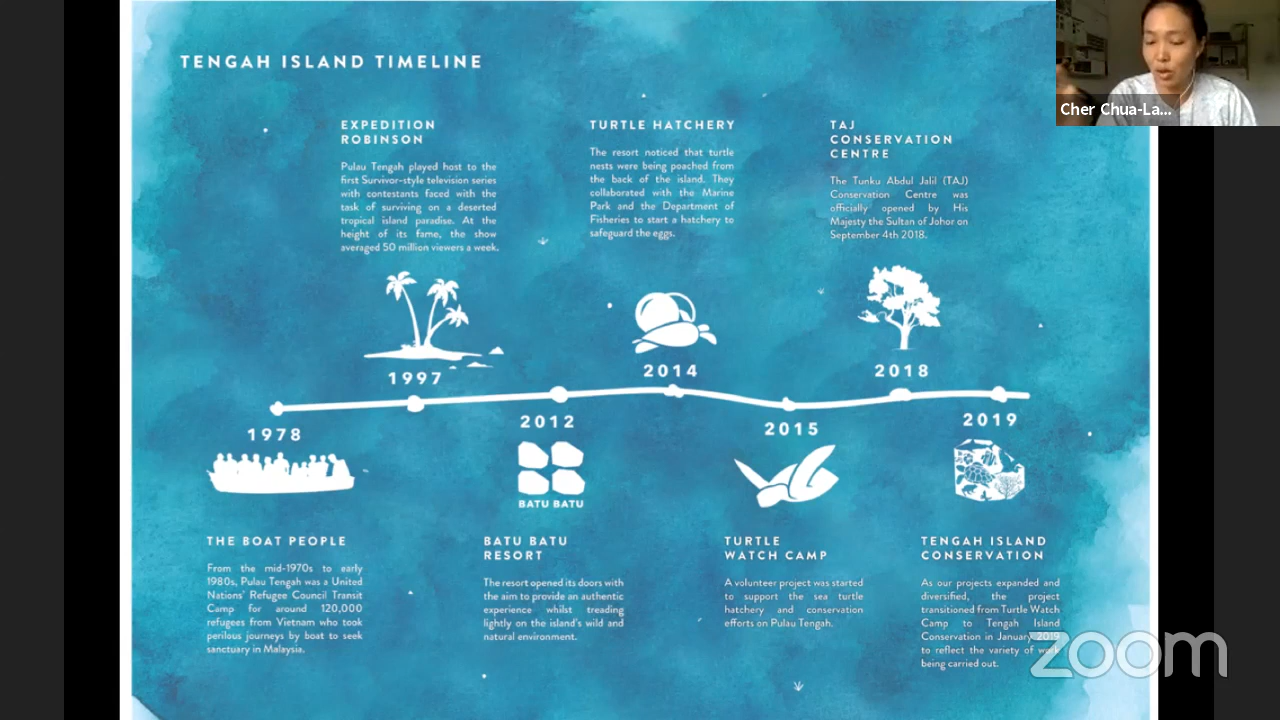 TENGAH ISLAND TIMELINE
Cher Chua-La...
EXPEDITION
ROBINSON
Pulau Tengah played host to the
first Survivor-style television series
with contestants faced with the
task of surviving on a deserted
tropical island paradise. At the
height of its fame, the show
averaged 50 million viewers a week.
TURTLE HATCHERY
The resort noticed that turtle
nests were being poached from
the back of the island. They
collaborated with the Marine
Park and the Department of
Fisheries to start a hatchery to
safeguard the eggs.
TAJ
CONSERVATION
CENTRE
The Tunku Abdul Jalil (TAJ)
Conservation Centre was
officially opened by His
Majesty the Sultan of Johor on
September 4th 2018.
1997
2014
2018
1978
2012
2015
2019
BATU BATU
THE BOAT PEOPLE
From the mid-1970s to early
1980s, Pulau Tengah was a United
Nations' Refugee Council Transit
Camp for around 120,000
refugees from Vietnam who took
perilous journeys by boat to seek
sanctuary in Malaysia.
BATU BATU
RESORT
The resort opened its doors with
the aim to provide an authentic
experience whilst treading
lightly on the island's wild and
natural environment.
TURTLE
WATCH CAMP
A volunteer project was started
to support the sea turtle
hatchery and conservation
efforts on Pulau Tengah.
TENGAH ISLAND
CONSERVATION
As our projects expanded and
diversified, the project
transitioned from Turtle Watch
Camp to Tengah Island
Conservation in January 2019
to reflect the variety of work
being carried out.
zoom